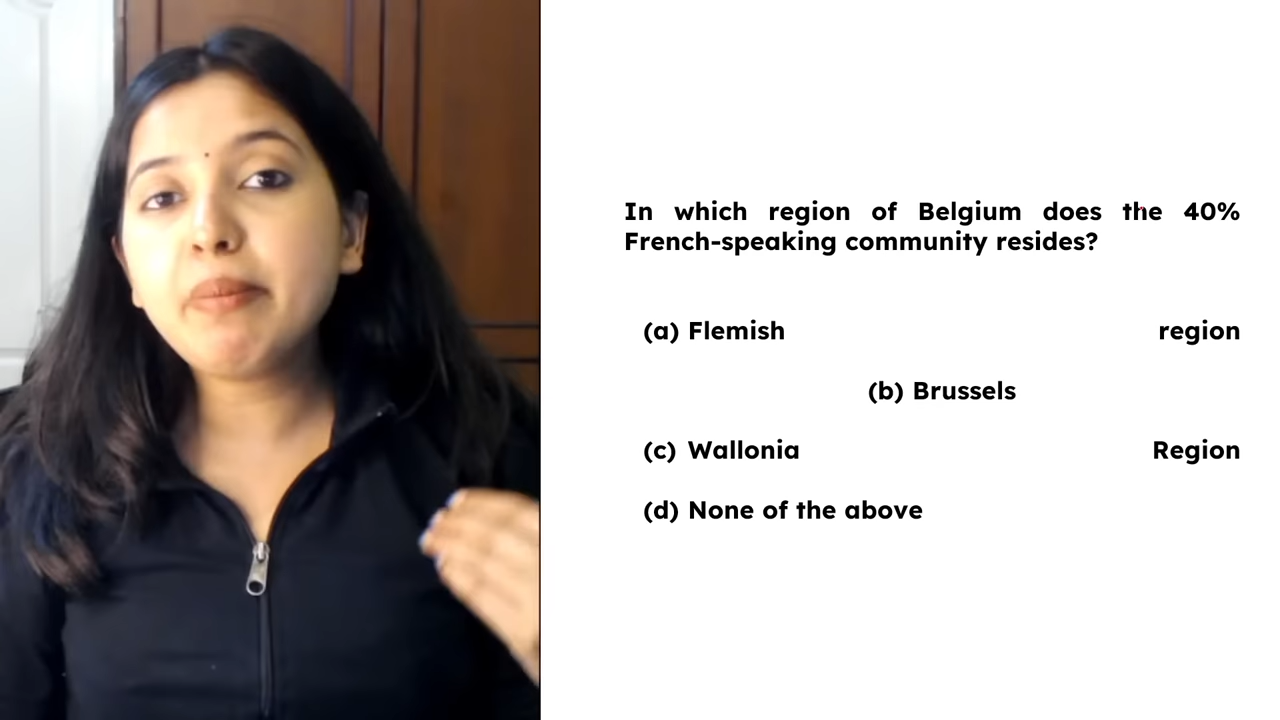 In which region of Belgium does the 40%
French-speaking community resides?
(a) Flemish region
(b) Brussels
(c) Wallonia Region
(d) None of the above